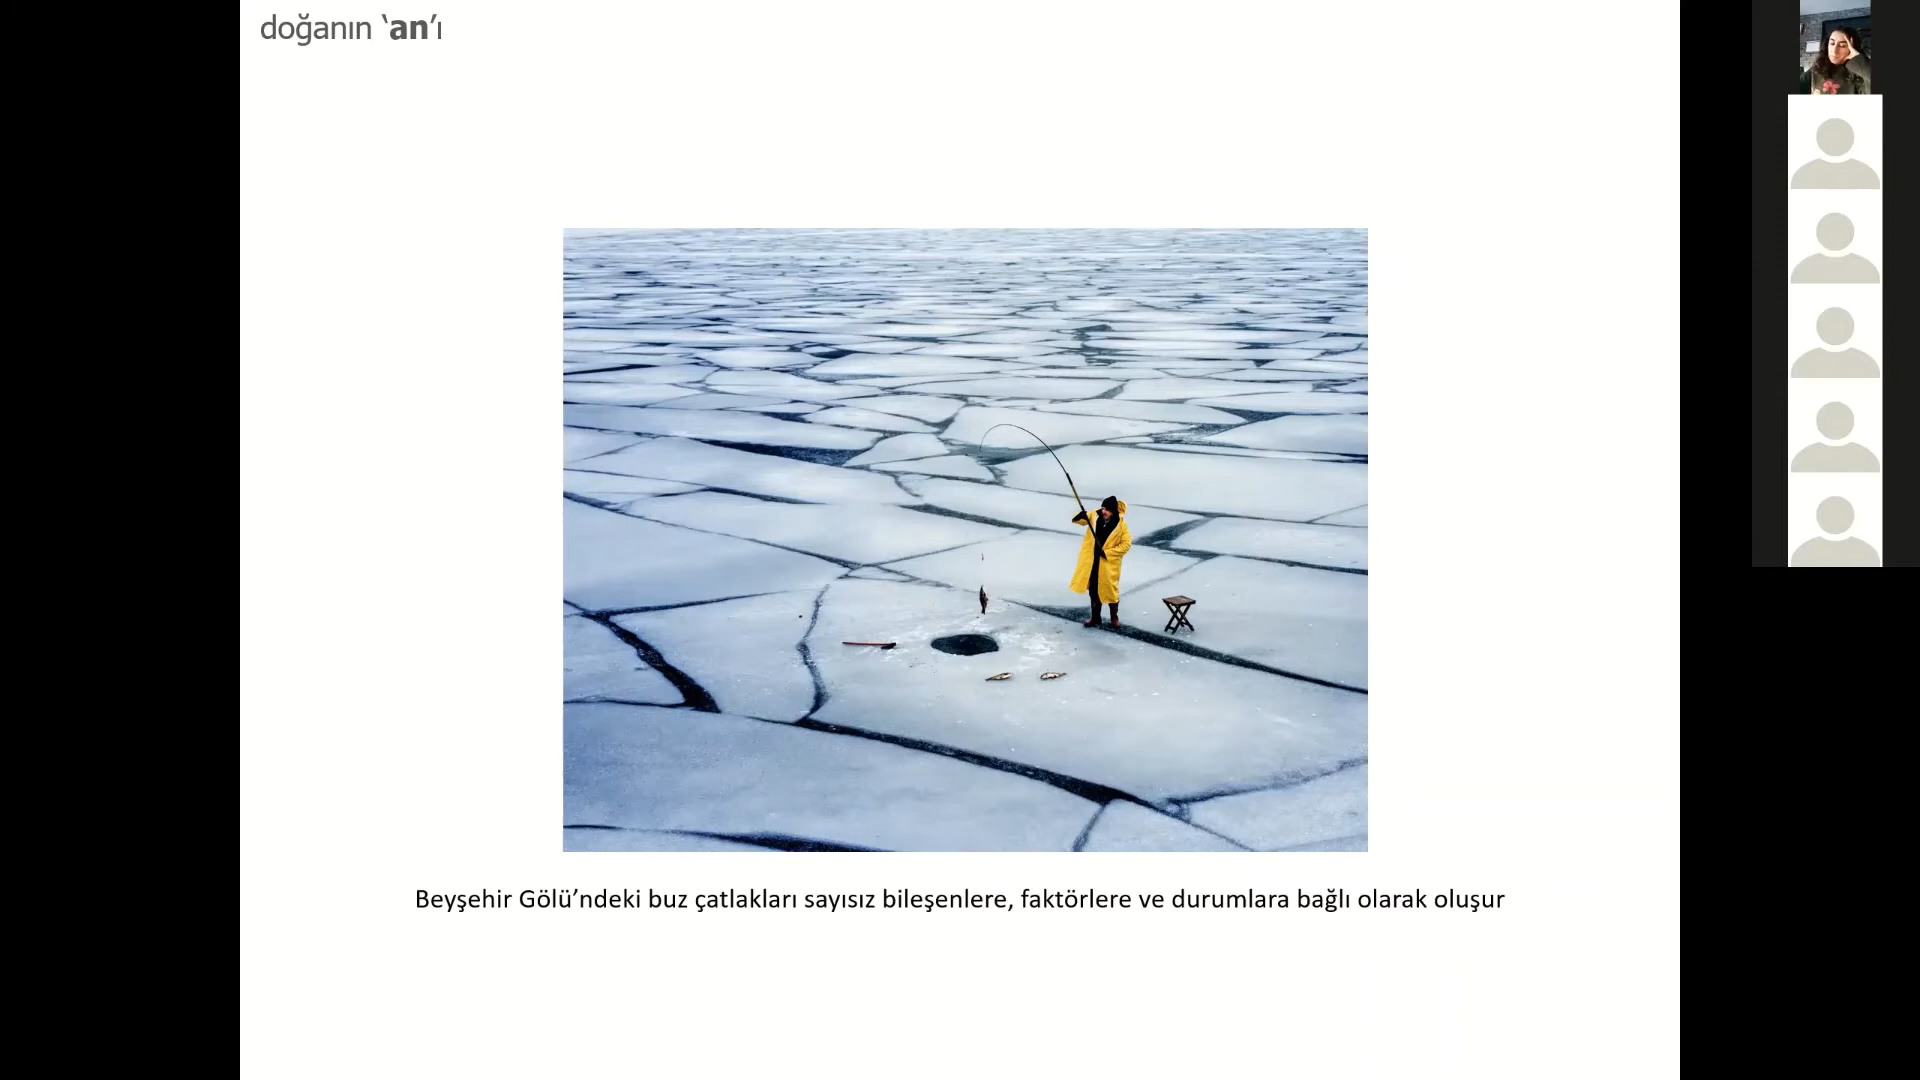 doğanın ‘an’ı
Beyşehir Gölü’ndeki buz çatlakları sayısız bileşenlere, faktörlere ve durumlara bağlı olarak oluşur